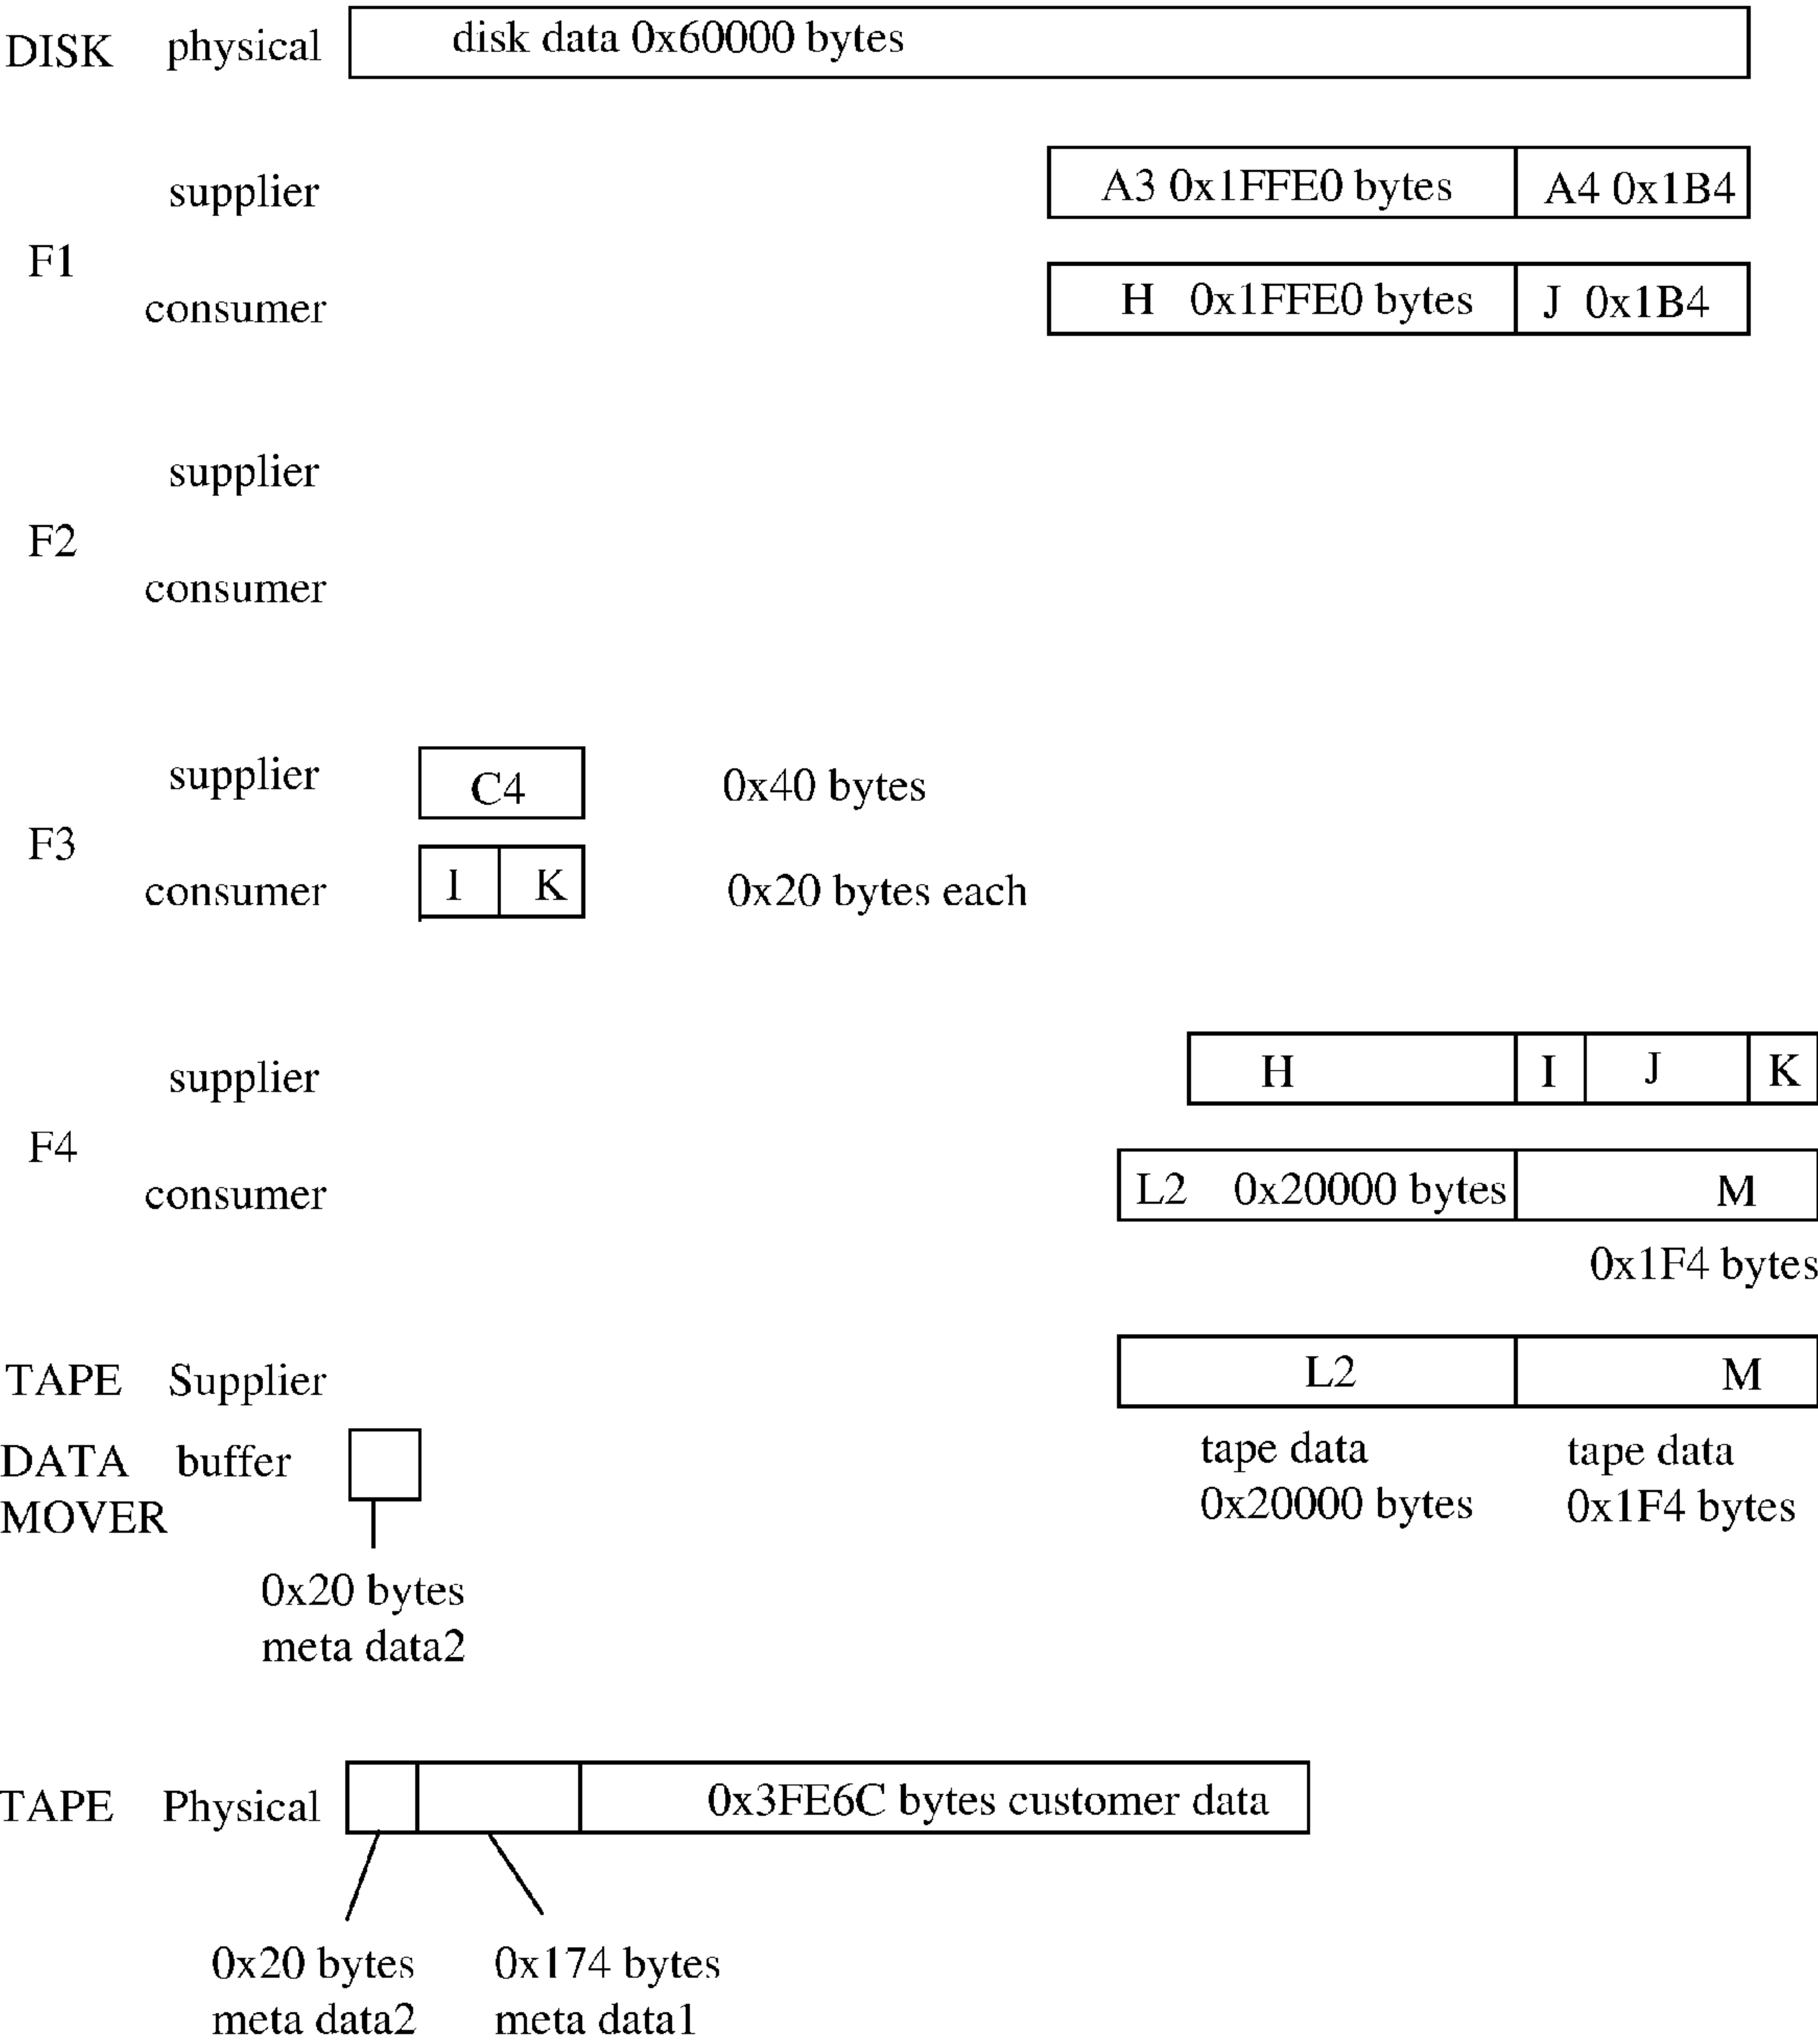 DISK physical disk data 0x60000 bytes
supplier A3 0x1FFE0 bytes A4 0x1B4
F1
consumer H 0x1FFE0 bytes J 0x1B4
supplier
F2
consumer
supplier C4 0x40 bytes
F3
consumer I K 0x20 bytes each
supplier H I J K
F4
consumer L2 0x20000 bytes M
0x1F4 bytes
TAPE Supplier L2 M
DATA buffer tape data tape data
MOVER 0x20000 bytes 0x1F4 bytes
0x20 bytes
meta data2
TAPE Physical 0x3FE6C bytes customer data
0x20 bytes 0x174 bytes
meta data2 meta data1